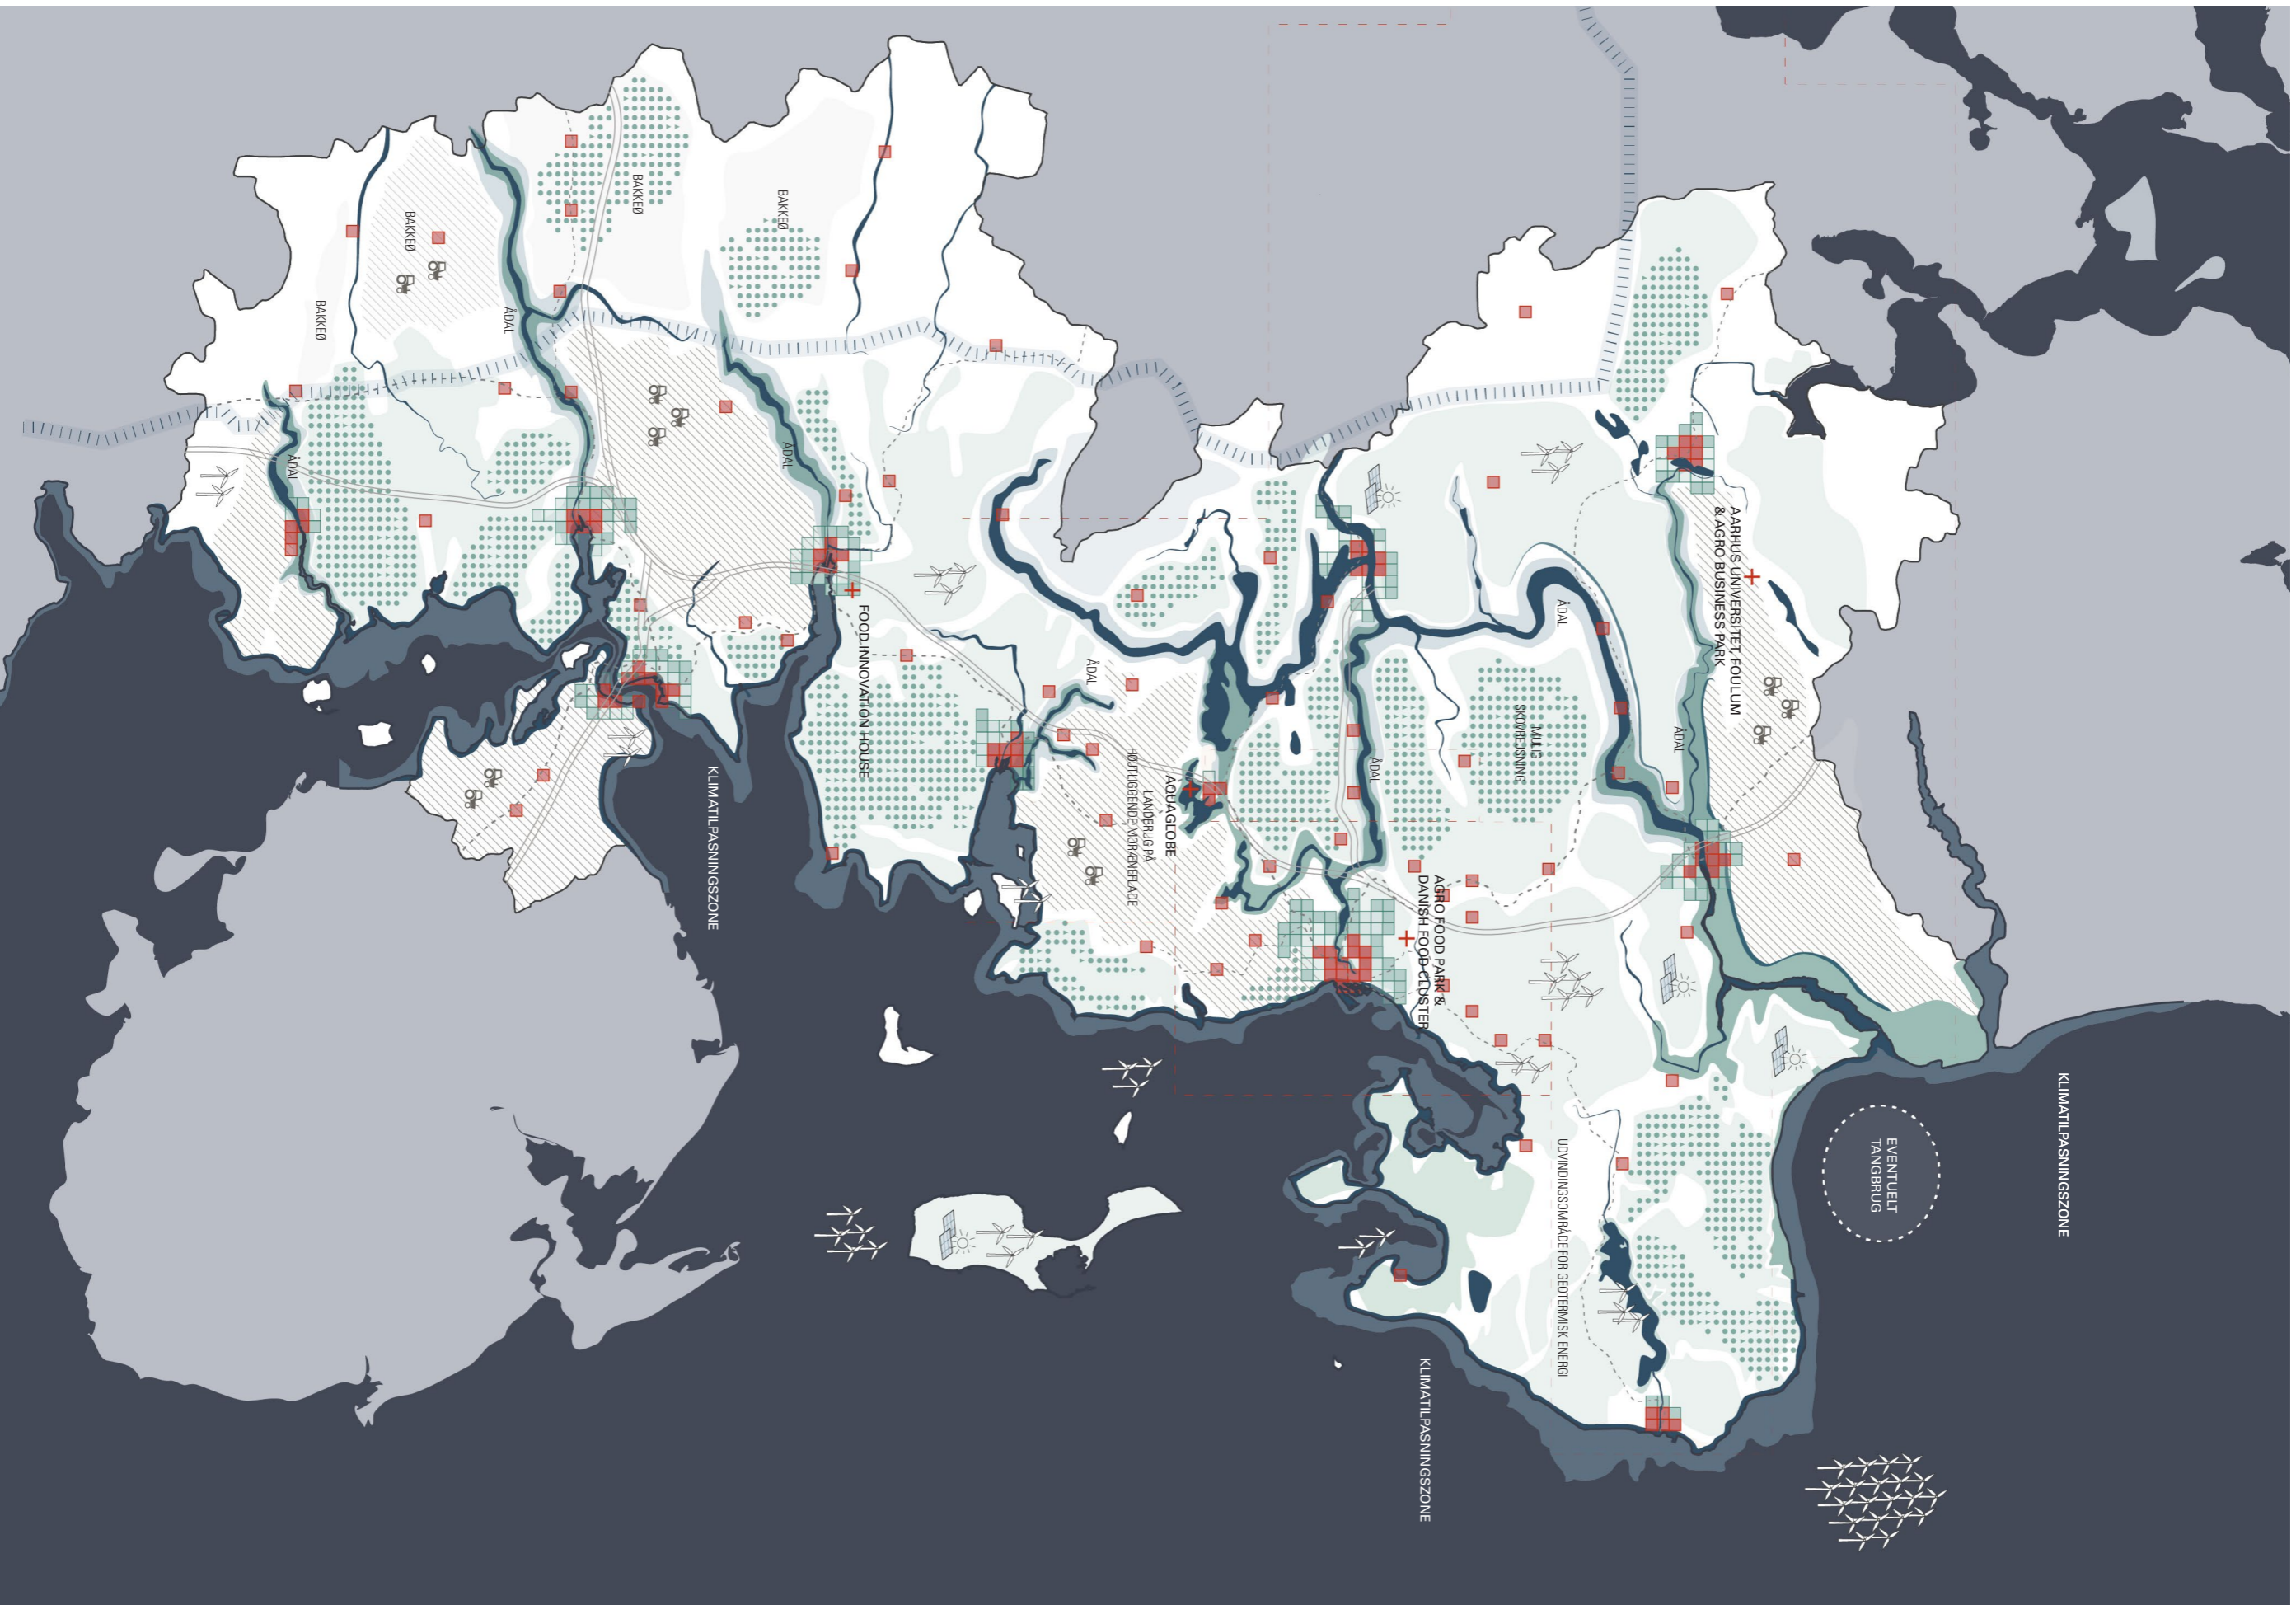 BAKKEØ
BAKKEØ
BAKKEØ
BAKKEØ
ÅDAL
ÅDAL
ÅDAL
FOOD INNOVATION HOUSE
KLIMATILPASNINGSZONE
ÅDAL
HØJTLIGGENDE MORÆNEFLADE
LANDBRUG PÅ
AQUAGLOBE
ÅDAL
AGRO FOOD PARK &
DANISH FOOD CLUSTER
MULIG
SKOVREJSNING
ÅDAL
AARHUS UNIVERSITET, FOULUM
& AGRO BUSINESS PARK
ÅDAL
UDVINDINGSOMRÅDE FOR GEOTERMISK ENERGI
KLIMATILPASNINGSZONE
EVENTUELT
TANGBRUG
KLIMATILPASNINGSZONE